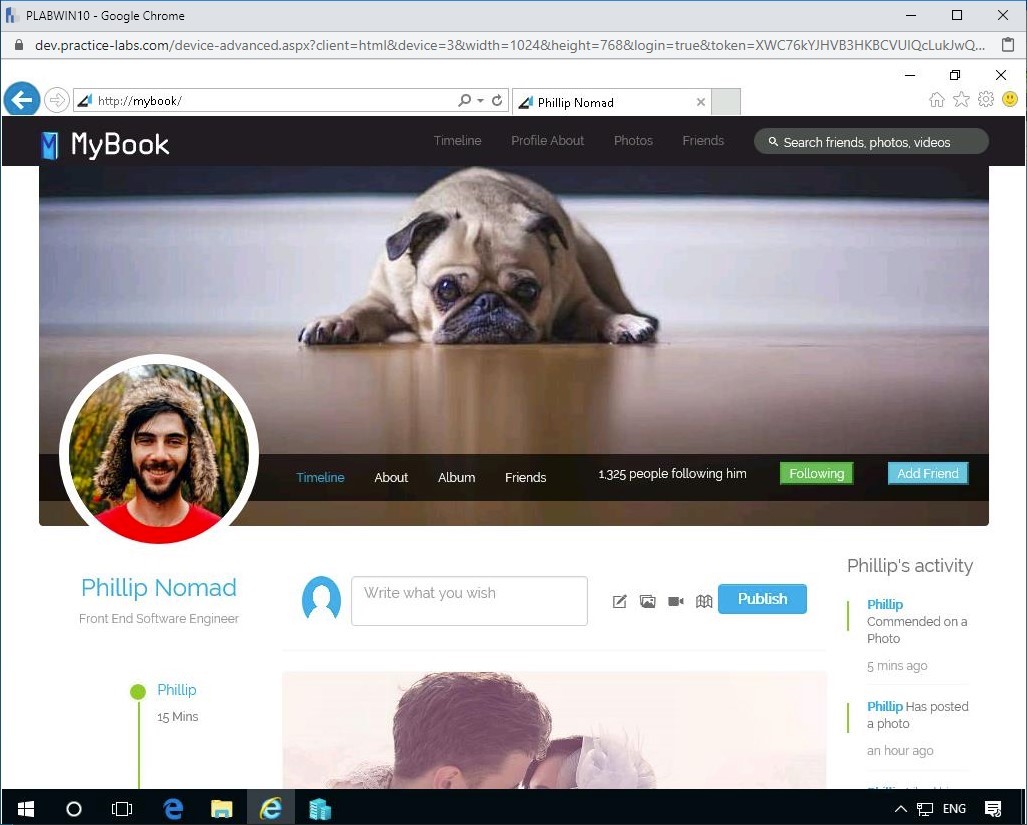 PLABWIN10 - Google Chrome
dev.practice-labs.com/device-advanced.aspx?client=html&device=3&width=1024&height=768&login=true&token=XWC76kYJHVB3HKBCVUIQcLukJwQ...
http://mybook/
Phillip Nomad
MyBook
Timeline Profile About Photos Friends Search friends, photos, videos
Timeline About Album Friends 1,325 people following him Following Add Friend
Phillip Nomad
Front End Software Engineer
Write what you wish
Publish
Phillip
15 Mins
Phillip's activity
Phillip
Commended on a
Photo
5 mins ago
Phillip Has posted
a photo
an hour ago
ENG